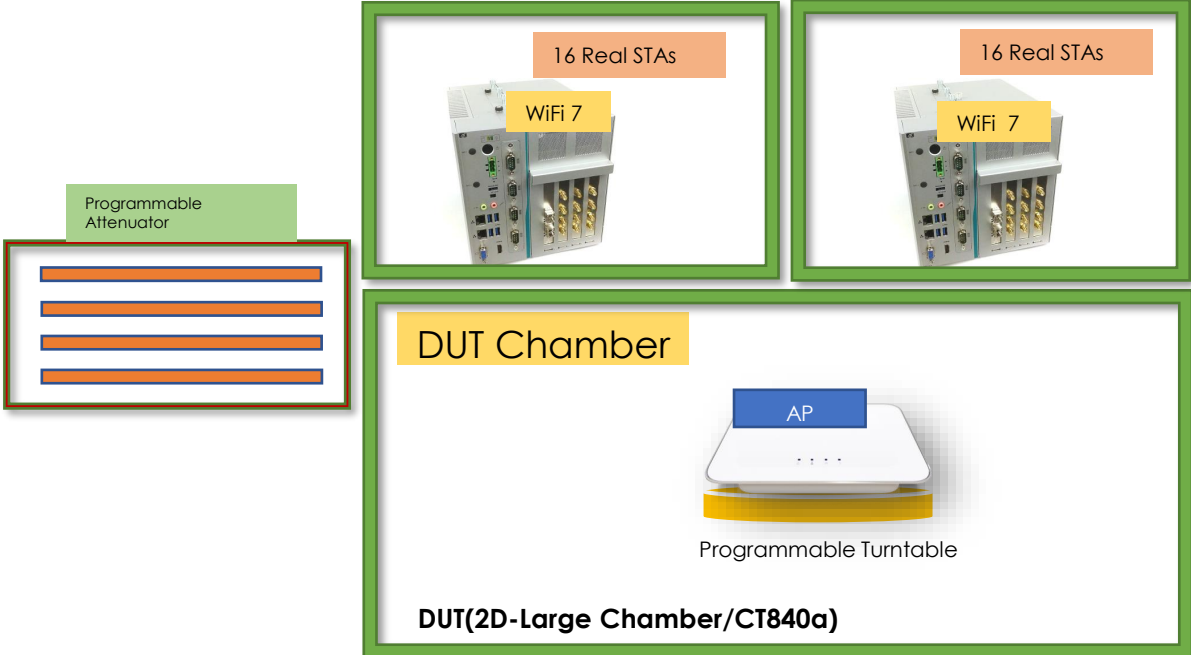 16 Real STAs
WiFi 7
16 Real STAs
WiFi 7
Programmable
Attenuator
DUT Chamber
AP
Programmable Turntable
DUT(2D-Large Chamber/CT840a)